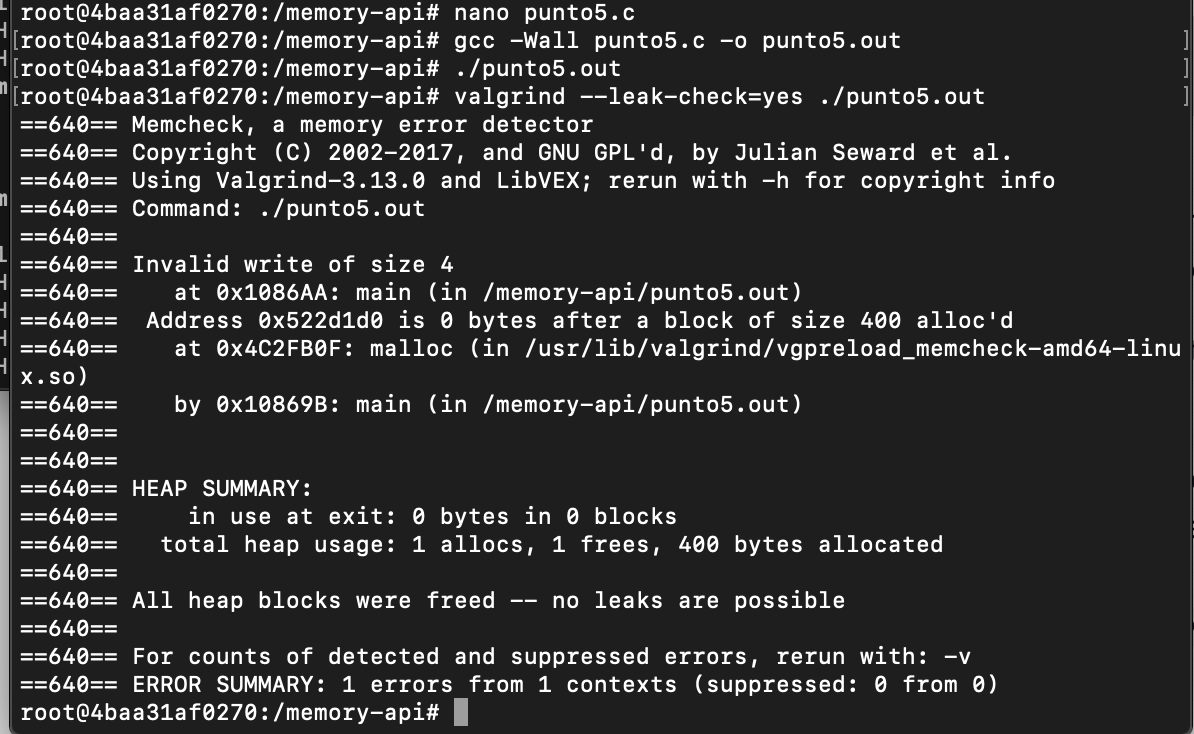 root@4baa31af0270:/memory-api# nano punto5.c
[root@4baa31af0270:/memory-api# gcc -Wall punto5.c -o punto5.out ]
[root@4baa31af0270:/memory-api# ./punto5.out ]
[root@4baa31af0270:/memory-api# valgrind --leak-check=yes ./punto5.out ]
==640== Memcheck, a memory error detector
==640== Copyright (C) 2002-2017, and GNU GPL'd, by Julian Seward et al.
==640== Using Valgrind-3.13.0 and LibVEX; rerun with -h for copyright info
==640== Command: ./punto5.out
==640==
==640== Invalid write of size 4
==640==    at 0x1086AA: main (in /memory-api/punto5.out)
==640==  Address 0x522d1d0 is 0 bytes after a block of size 400 alloc'd
==640==    at 0x4C2FB0F: malloc (in /usr/lib/valgrind/vgpreload_memcheck-amd64-linu
x.so)
==640==    by 0x10869B: main (in /memory-api/punto5.out)
==640==
==640==
==640== HEAP SUMMARY:
==640==     in use at exit: 0 bytes in 0 blocks
==640==   total heap usage: 1 allocs, 1 frees, 400 bytes allocated
==640==
==640== All heap blocks were freed -- no leaks are possible
==640==
==640== For counts of detected and suppressed errors, rerun with: -v
==640== ERROR SUMMARY: 1 errors from 1 contexts (suppressed: 0 from 0)
root@4baa31af0270:/memory-api#